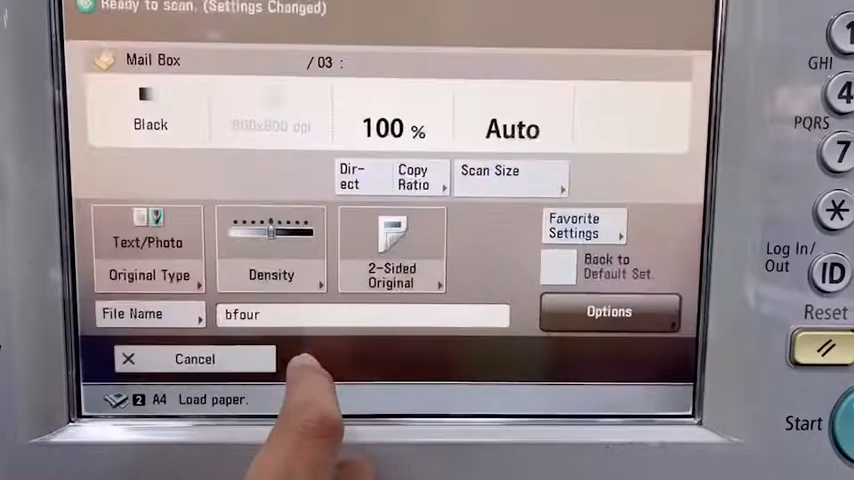 Ready to scan. (Settings Changed)
Mail Box /03 :
Black 100 % Auto
Dir-
ect
Copy
Ratio
Scan Size
Text/Photo
Original Type
Density
2-Sided
Original
Favorite
Settings
Back to
Default Set.
File Name bfour
Options
Cancel
2 A4 Load paper.
1
GHI
4
PQRS
7
*
Log In/
Out
ID
Reset
Start